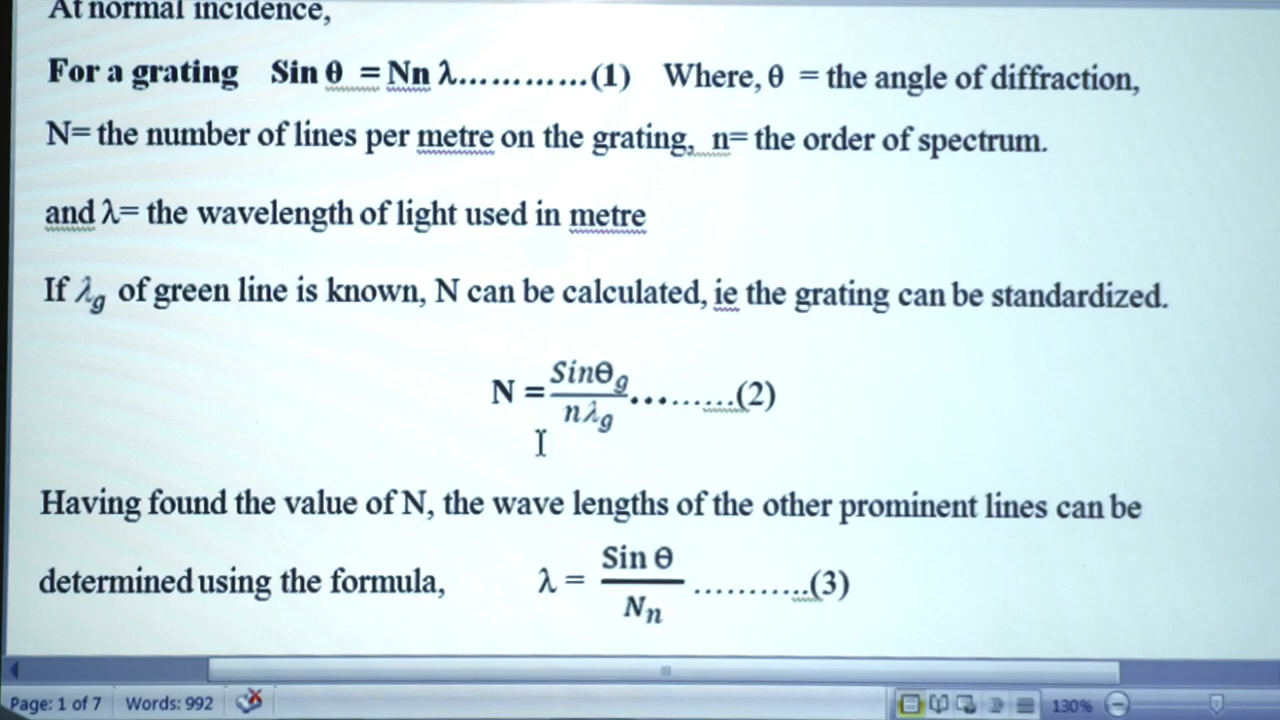 At normal incidence,
For a grating Sin θ = Nn λ............(1) Where, θ = the angle of diffraction,
N= the number of lines per metre on the grating, n= the order of spectrum.
and λ= the wavelength of light used in metre
If λg of green line is known, N can be calculated, ie the grating can be standardized.
N = Sinθg / nλg ..........(2)
Having found the value of N, the wave lengths of the other prominent lines can be
determined using the formula, λ = Sin θ / Nn ...........(3)
Page: 1 of 7 Words: 992 130%